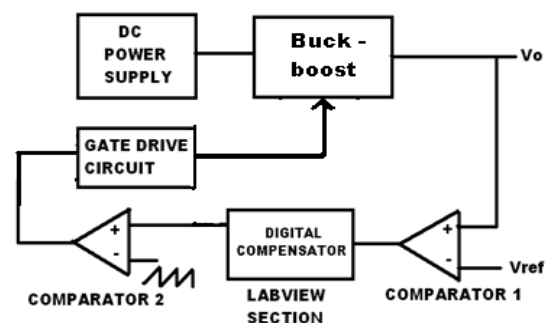 DC
POWER
SUPPLY
Buck -
boost
Vo
GATE DRIVE
CIRCUIT
+
-
COMPARATOR 2
DIGITAL
COMPENSATOR
LABVIEW
SECTION
+
-
Vref
COMPARATOR 1